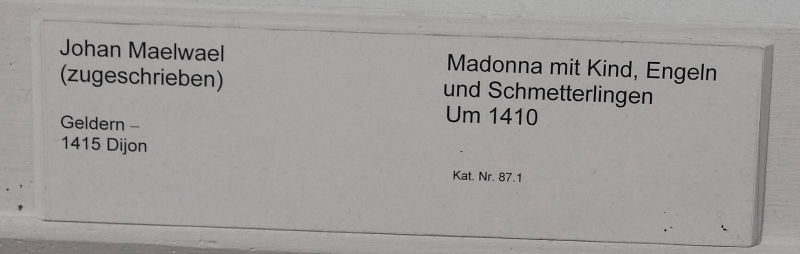 Johan Maelwael
(zugeschrieben)
Geldern –
1415 Dijon
Madonna mit Kind, Engeln
und Schmetterlingen
Um 1410
Kat. Nr. 87.1